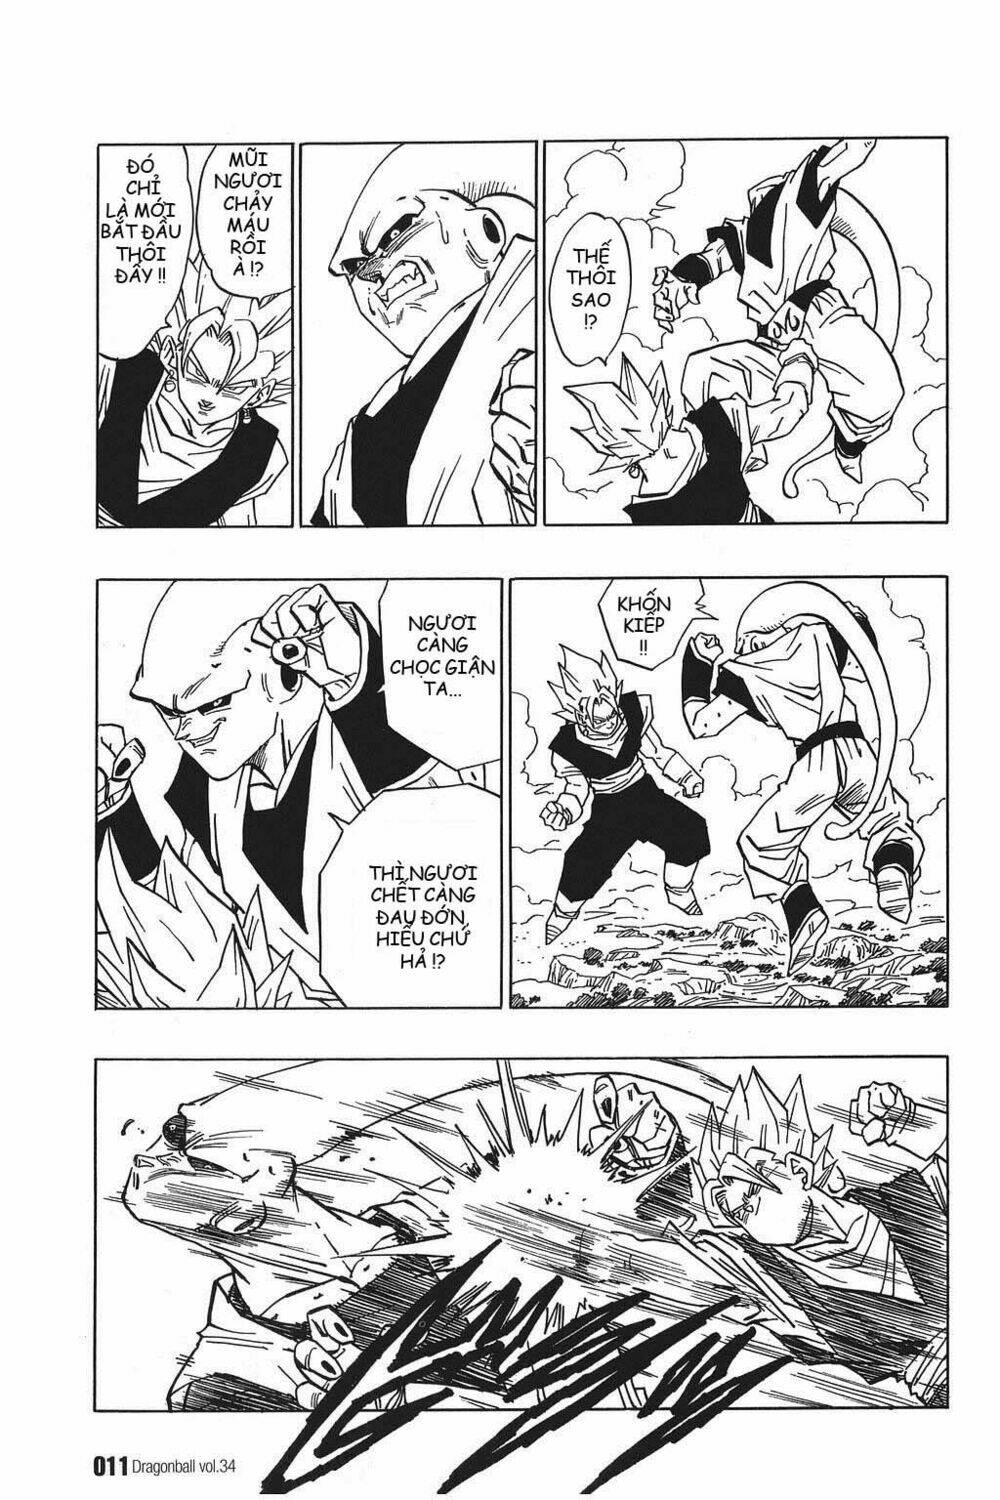 THẾ
THÔI
SAO
!?
MŨI
NGƯƠI
CHẢY
MÁU
RỒI
À !?
ĐÓ
CHỈ
LÀ MỚI
BẮT ĐẦU
THÔI
ĐẤY !!
KHỐN
KIẾP
!!
NGƯƠI
CÀNG
CHỌC GIẬN
TA...
THÌ NGƯƠI
CHẾT CÀNG
ĐAU ĐỚN,
HIỂU CHỨ
HẢ !?
011 Dragonball vol.34